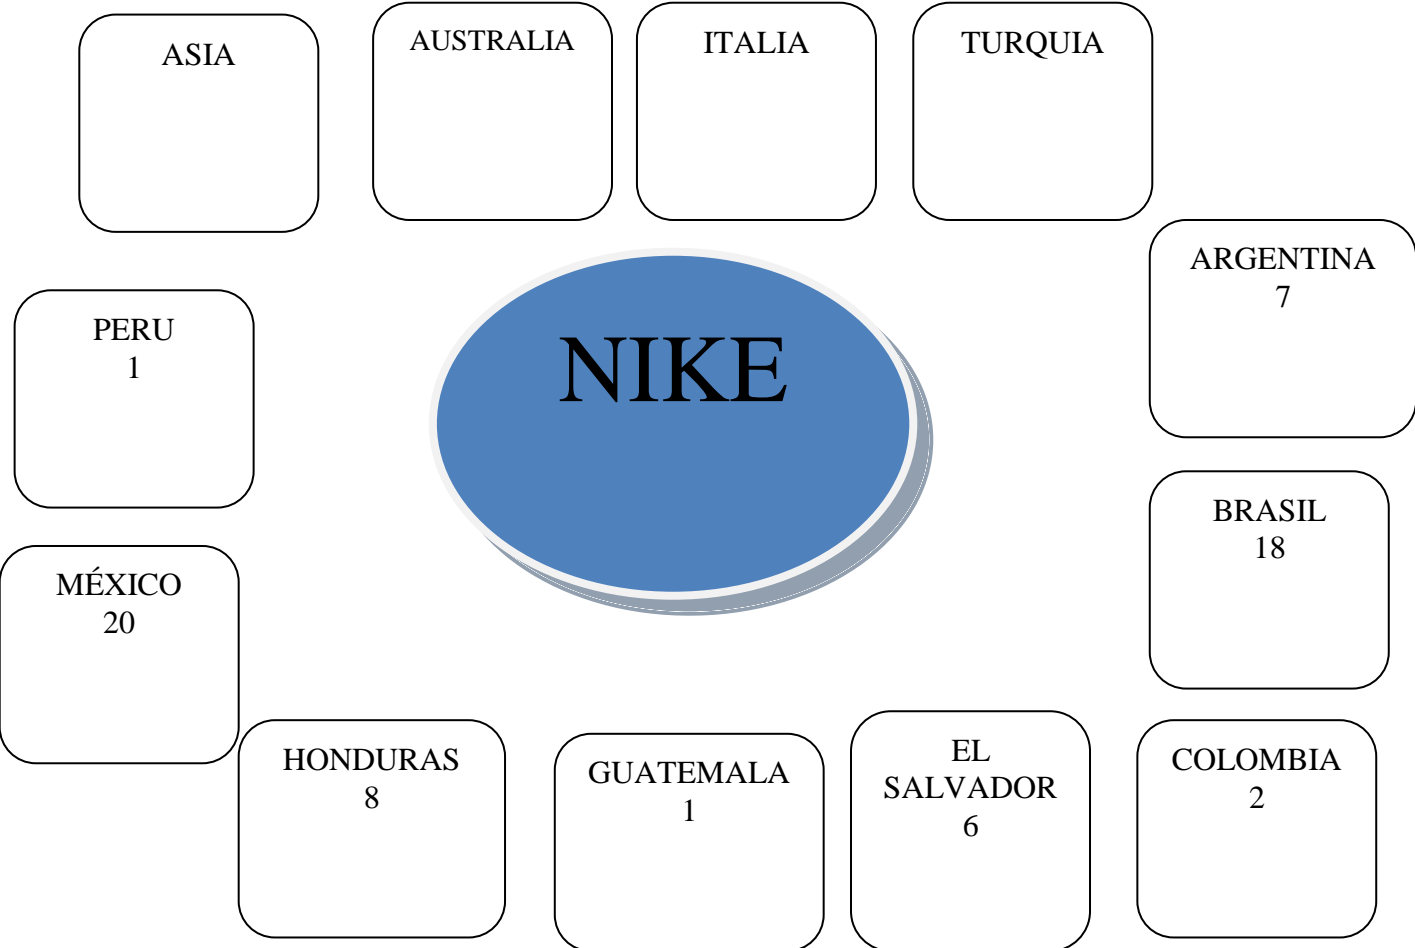 ASIA
AUSTRALIA
ITALIA
TURQUIA
ARGENTINA
7
PERU
1
NIKE
BRASIL
18
MÉXICO
20
HONDURAS
8
GUATEMALA
1
EL
SALVADOR
6
COLOMBIA
2